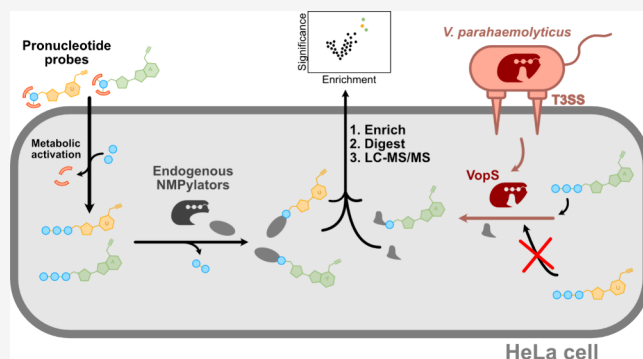 Pronucleotide
probes
Significance
Enrichment
V. parahaemolyticus
T3SS
Metabolic
activation
Endogenous
NMPylators
1. Enrich
2. Digest
3. LC-MS/MS
VopS
U
A
U
A
U
A
A
A
U
HeLa cell